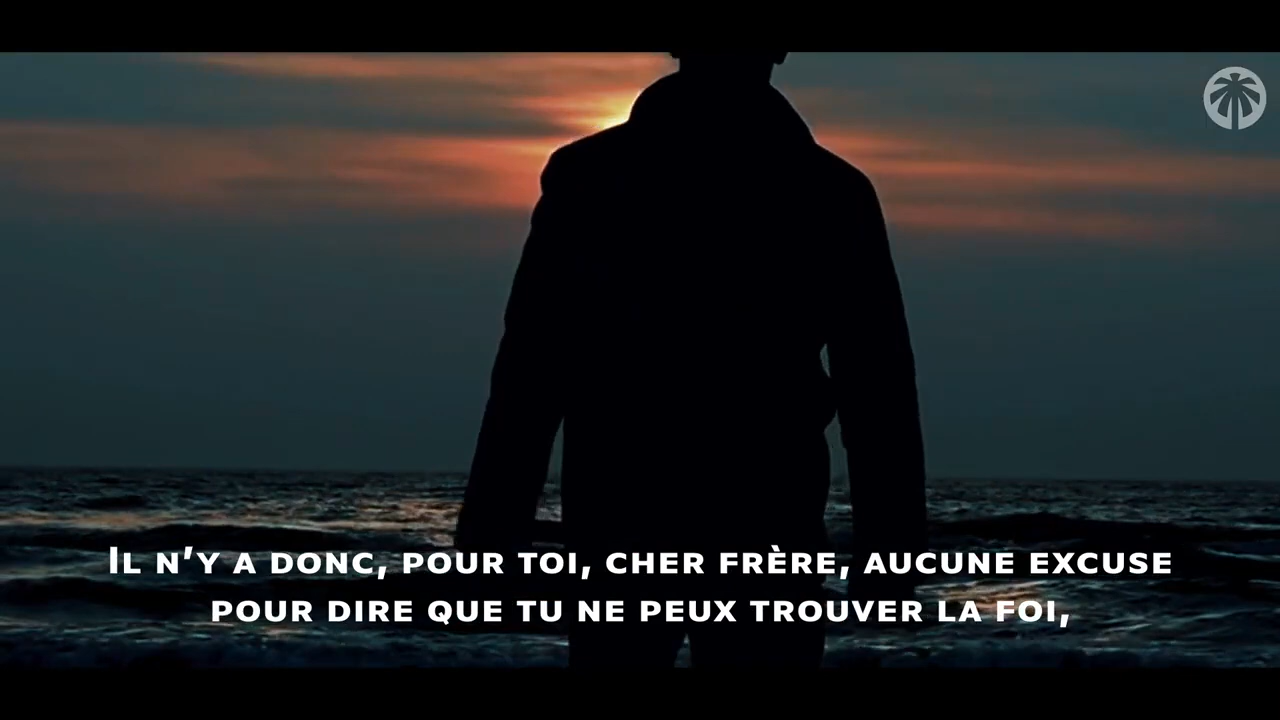 Il n'y a donc, pour toi, cher frère, aucune excuse
pour dire que tu ne peux trouver la foi,